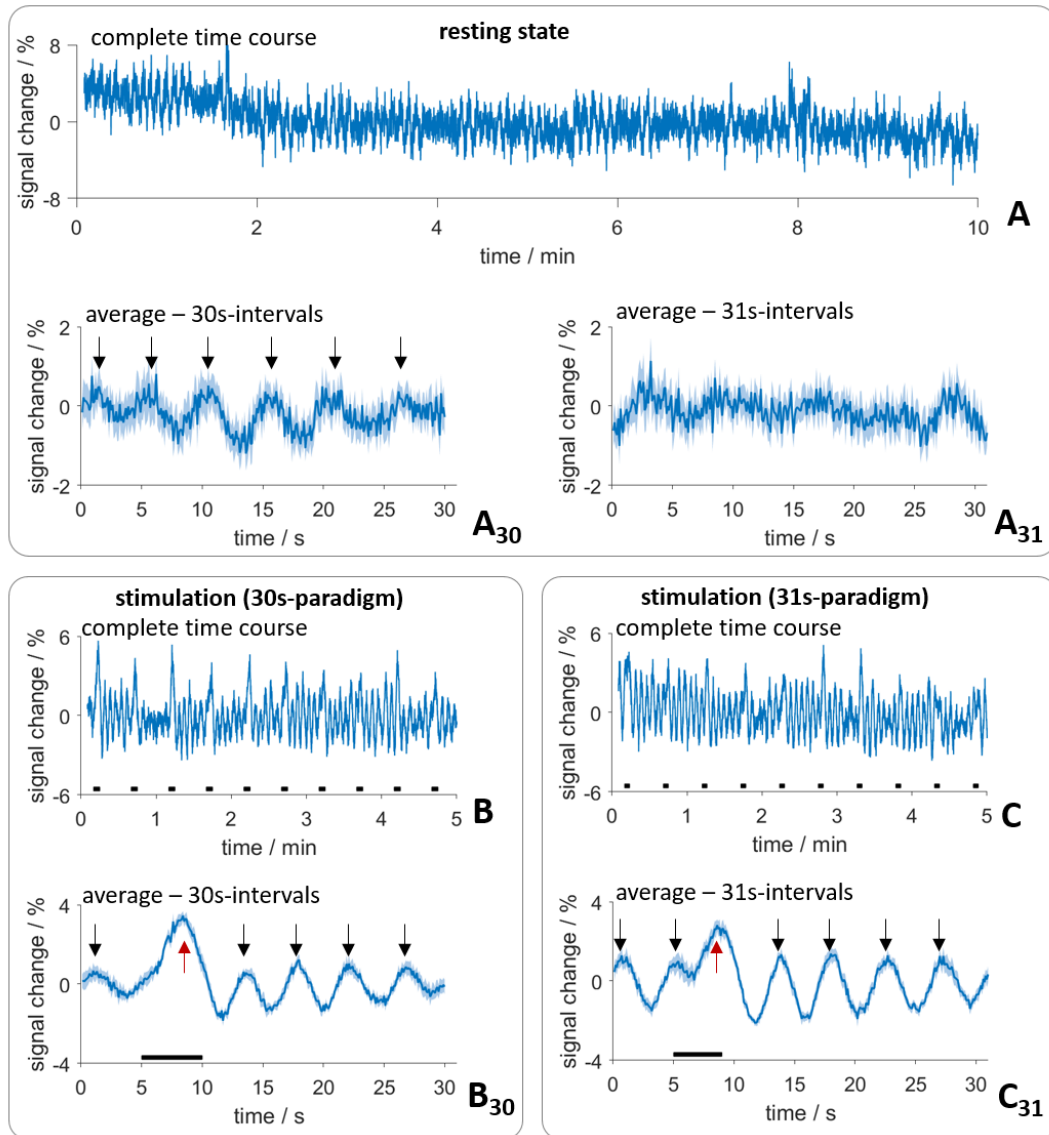 resting state
complete time course
signal change / %
8
0
-8
0 2 4 6 8 10
time / min
A
average – 30s-intervals
signal change / %
2
0
-2
0 5 10 15 20 25 30
time / s
A30
average – 31s-intervals
signal change / %
2
0
-2
0 5 10 15 20 25 30
time / s
A31
stimulation (30s-paradigm)
complete time course
signal change / %
6
0
-6
0 1 2 3 4 5
time / min
B
average – 30s-intervals
signal change / %
4
0
-4
0 5 10 15 20 25 30
time / s
B30
stimulation (31s-paradigm)
complete time course
signal change / %
6
0
-6
0 1 2 3 4 5
time / min
C
average – 31s-intervals
signal change / %
4
0
-4
0 5 10 15 20 25 30
time / s
C31